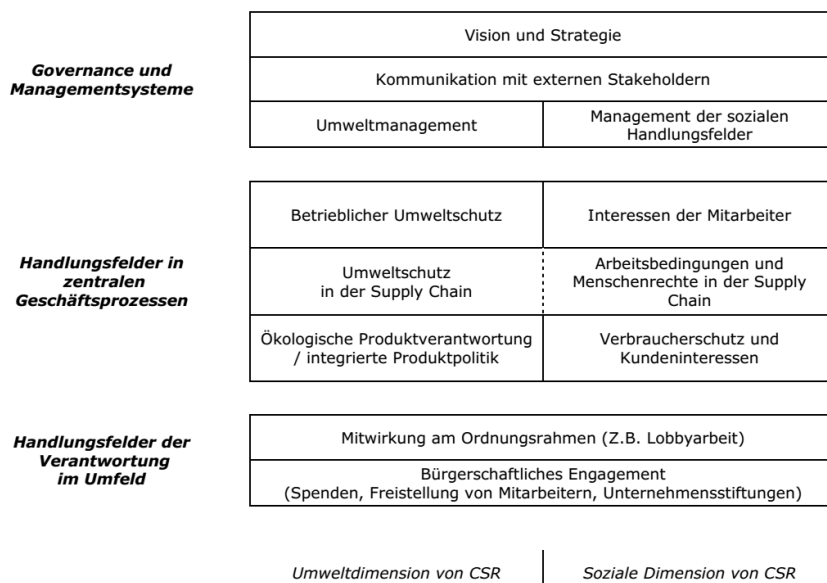 Governance und
Managementsysteme
Vision und Strategie
Kommunikation mit externen Stakeholdern
Umweltmanagement
Management der sozialen
Handlungsfelder
Handlungsfelder in
zentralen
Geschäftsprozessen
Betrieblicher Umweltschutz
Interessen der Mitarbeiter
Umweltschutz
in der Supply Chain
Arbeitsbedingungen und
Menschenrechte in der Supply
Chain
Ökologische Produktverantwortung
/ integrierte Produktpolitik
Verbraucherschutz und
Kundeninteressen
Handlungsfelder der
Verantwortung
im Umfeld
Mitwirkung am Ordnungsrahmen (Z.B. Lobbyarbeit)
Bürgerschaftliches Engagement
(Spenden, Freistellung von Mitarbeitern, Unternehmensstiftungen)
Umweltdimension von CSR
Soziale Dimension von CSR